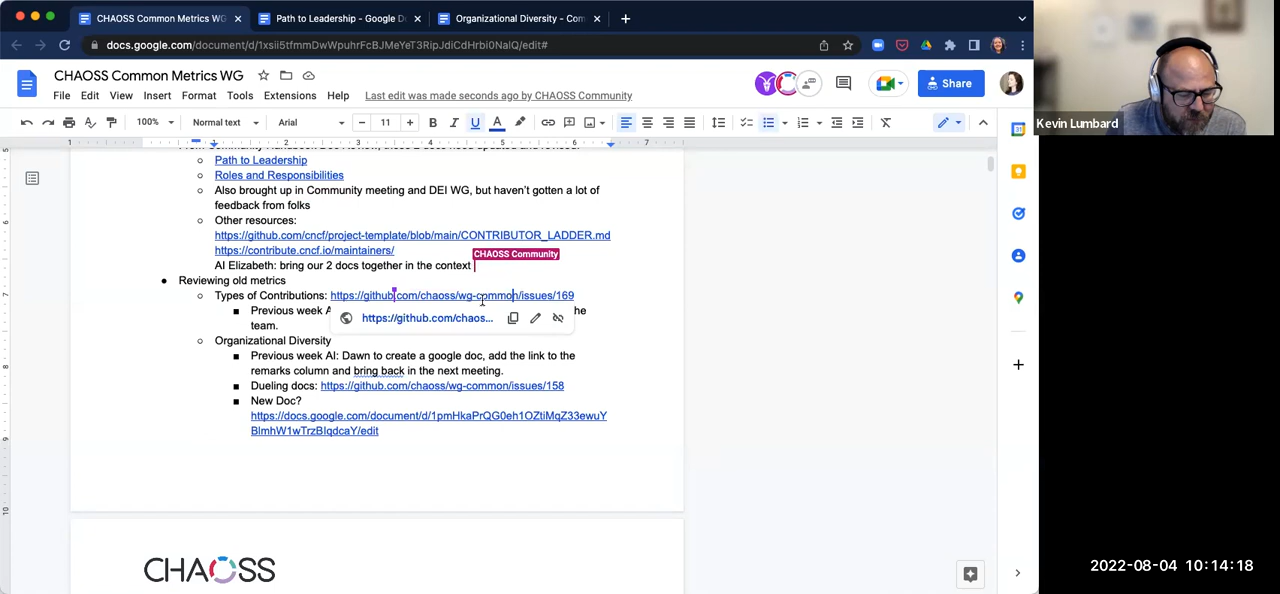 CHAOSS Common Metrics WG
Path to Leadership - Google D
Organizational Diversity - Com
docs.google.com/document/d/1xsii5tfmmDwWpuhrFcBJMeYeT3RipJdiCdHrbi0NalQ/edit#
CHAOSS Common Metrics WG
File Edit View Insert Format Tools Extensions Help Last edit was made seconds ago by CHAOSS Community
Share
100% Normal text Arial 11
1 2 3 4 5 6 7
Path to Leadership
Roles and Responsibilities
Also brought up in Community meeting and DEI WG, but haven't gotten a lot of
feedback from folks
Other resources:
https://github.com/cncf/project-template/blob/main/CONTRIBUTOR_LADDER.md
https://contribute.cncf.io/maintainers/
CHAOSS Community
AI Elizabeth: bring our 2 docs together in the context
Reviewing old metrics
Types of Contributions: https://github.com/chaoss/wg-common/issues/169
Previous week A the
https://github.com/chaos...
team.
Organizational Diversity
Previous week AI: Dawn to create a google doc, add the link to the
remarks column and bring back in the next meeting.
Dueling docs: https://github.com/chaoss/wg-common/issues/158
New Doc?
https://docs.google.com/document/d/1pmHkaPrQG0eh1OZtiMqZ33ewuY
BlmhW1wTrzBIqdcaY/edit
CHAOSS
Kevin Lumbard
2022-08-04 10:14:18